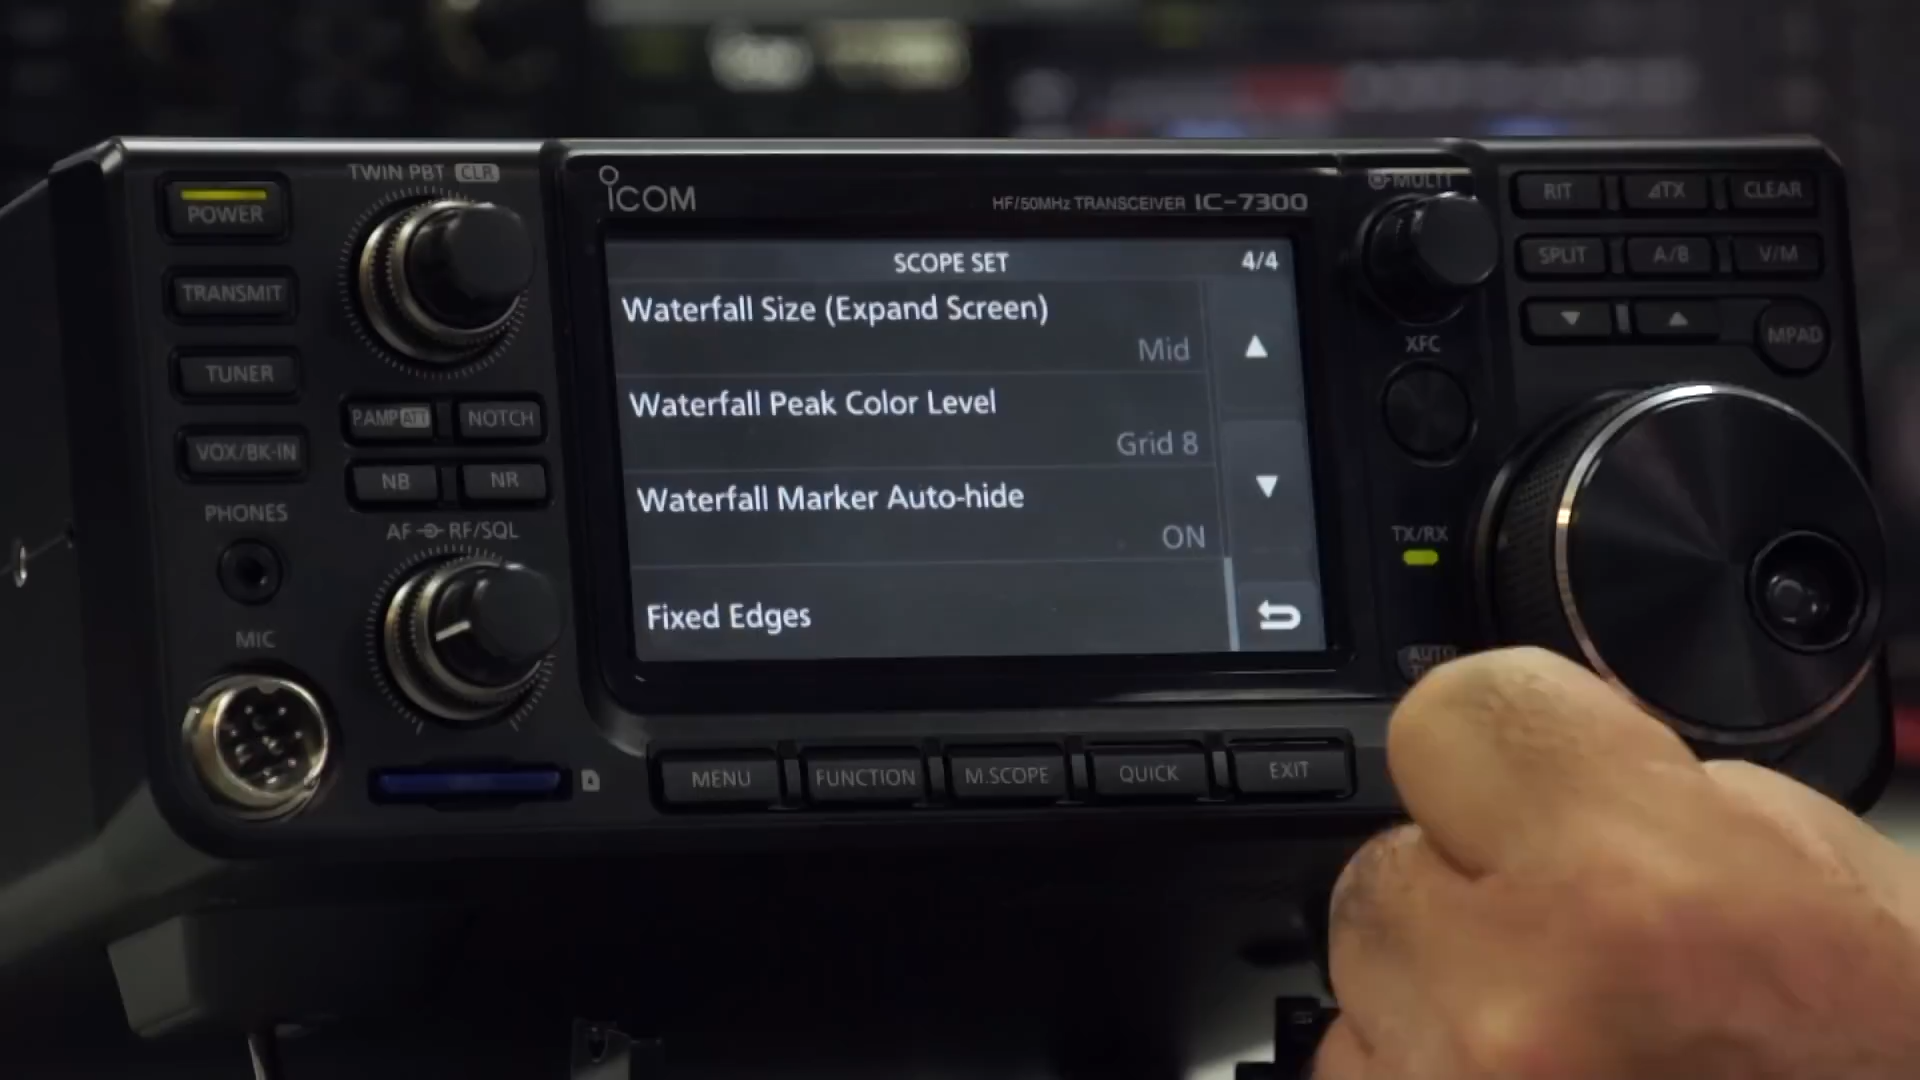 TWIN PBT CLR
POWER
TRANSMIT
TUNER
VOX/BK-IN
P.AMP ATT
NOTCH
NB
NR
PHONES
AF RF/SQL
MIC
ICOM
HF/50MHz TRANSCEIVER IC-7300
SCOPE SET 4/4
Waterfall Size (Expand Screen)
Mid
Waterfall Peak Color Level
Grid 8
Waterfall Marker Auto-hide
ON
Fixed Edges
MENU
FUNCTION
M.SCOPE
QUICK
EXIT
MULTI
XFC
TX/RX
AUTO
RIT
⊿TX
CLEAR
SPLIT
A/B
V/M
MPAD